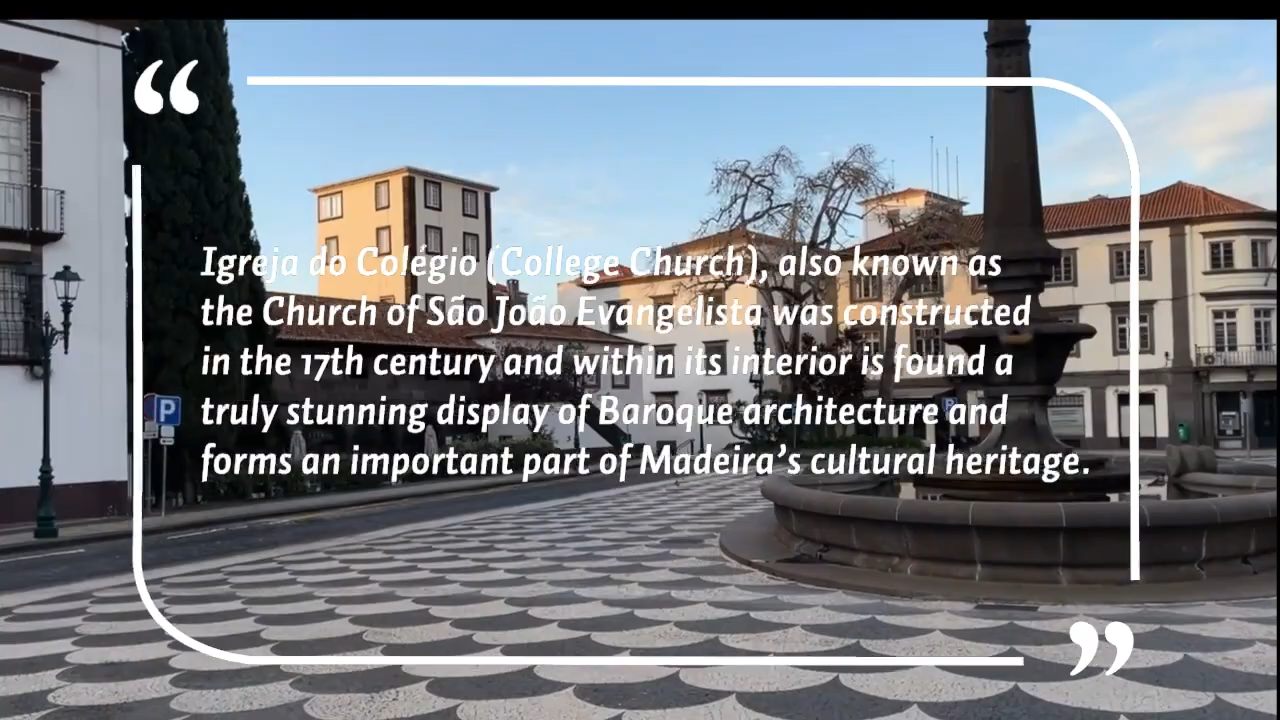 “
Igreja do Colégio (College Church), also known as
the Church of São João Evangelista was constructed
in the 17th century and within its interior is found a
truly stunning display of Baroque architecture and
forms an important part of Madeira’s cultural heritage.
”
P
P